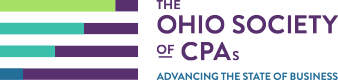 THE
OHIO SOCIETY
OF CPAs
ADVANCING THE STATE OF BUSINESS